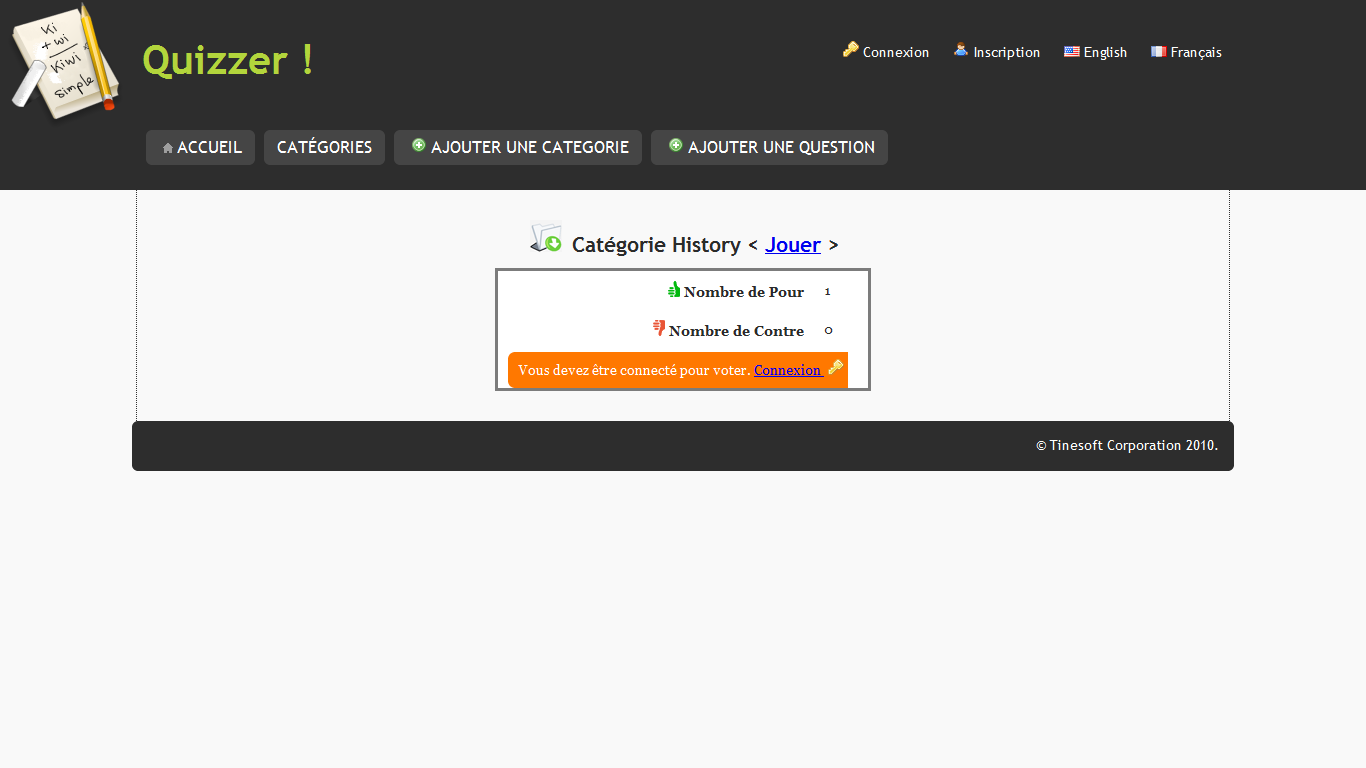 Ki
+ wi
Kiwi
simple
Quizzer !
Connexion Inscription English Français
ACCUEIL CATÉGORIES AJOUTER UNE CATEGORIE AJOUTER UNE QUESTION
Catégorie History < Jouer >
Nombre de Pour 1
Nombre de Contre 0
Vous devez être connecté pour voter. Connexion
© Tinesoft Corporation 2010.